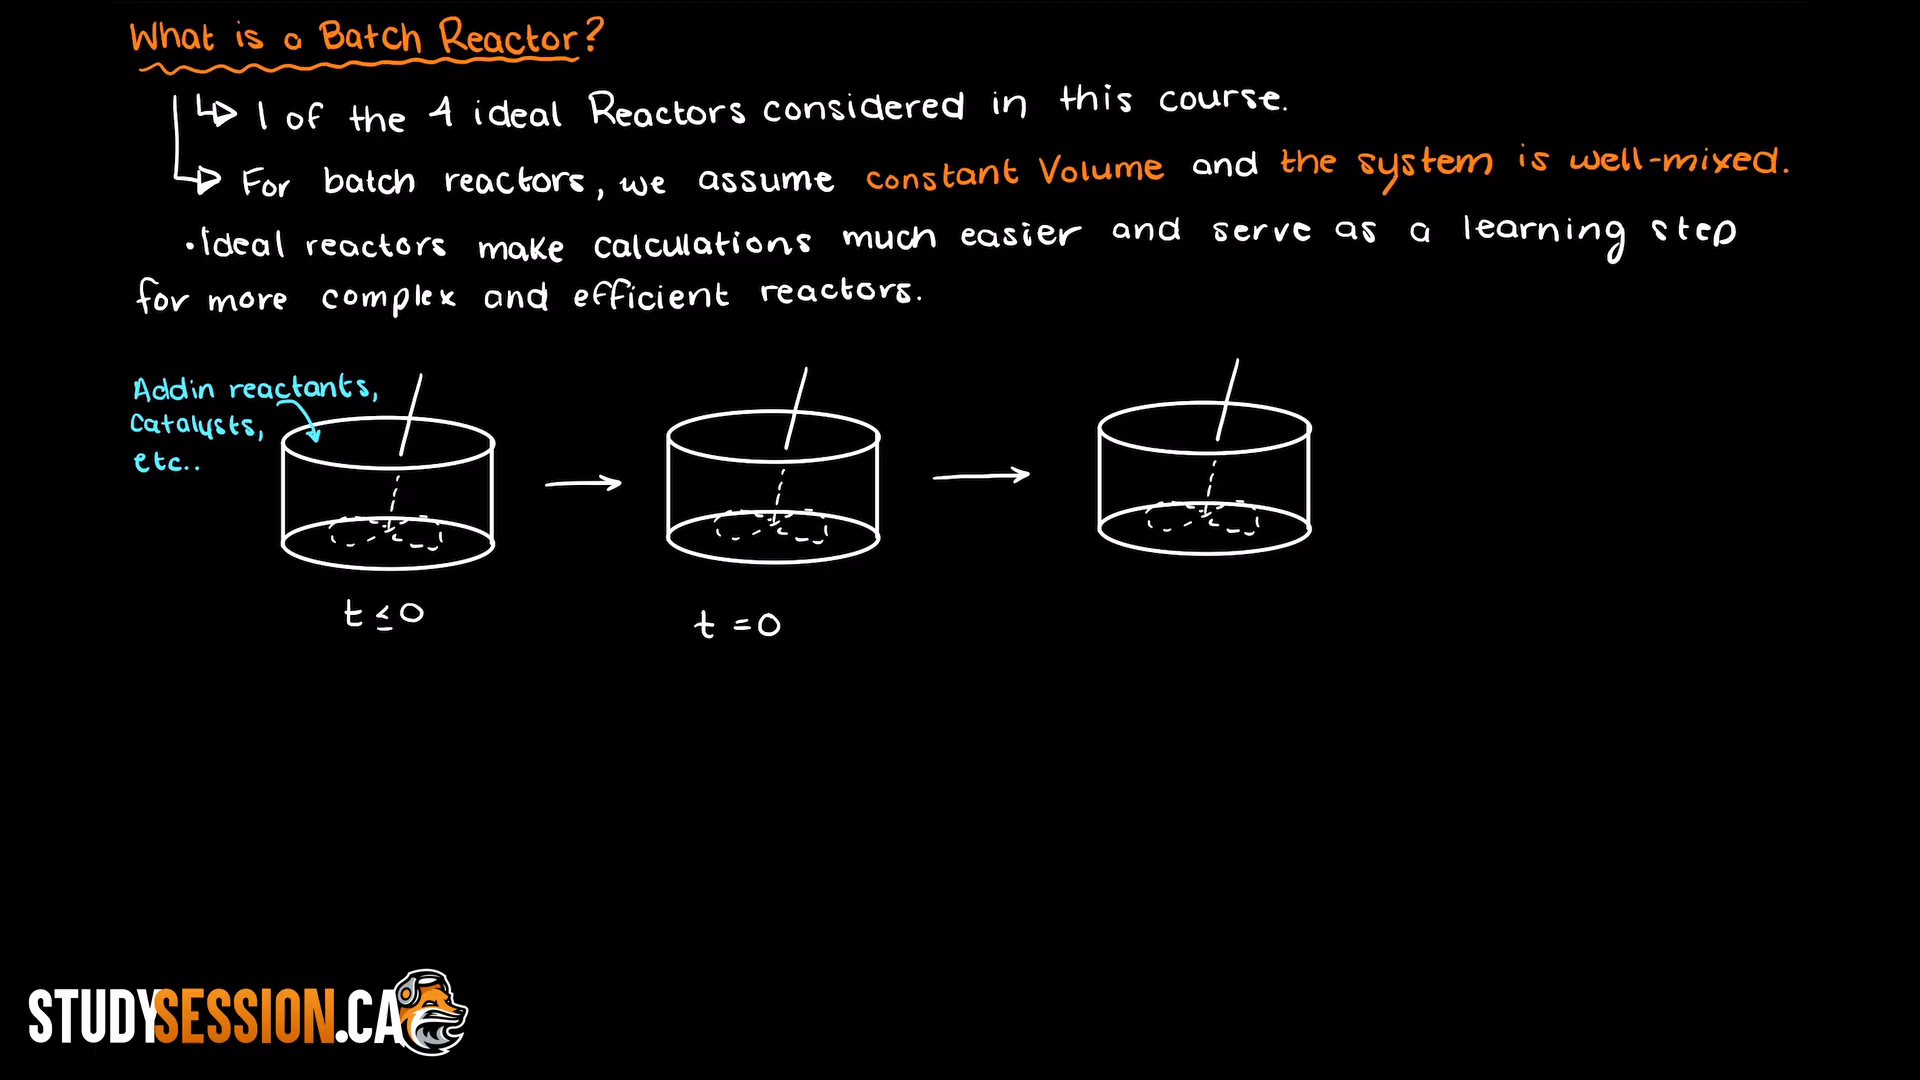 What is a Batch Reactor?
1 of the 4 ideal Reactors considered in this course.
For batch reactors, we assume constant Volume and the system is well-mixed.
• Ideal reactors make calculations much easier and serve as a learning step
for more complex and efficient reactors.
Add in reactants,
Catalysts,
etc..
t ≤ 0
t = 0
STUDYSESSION.CA